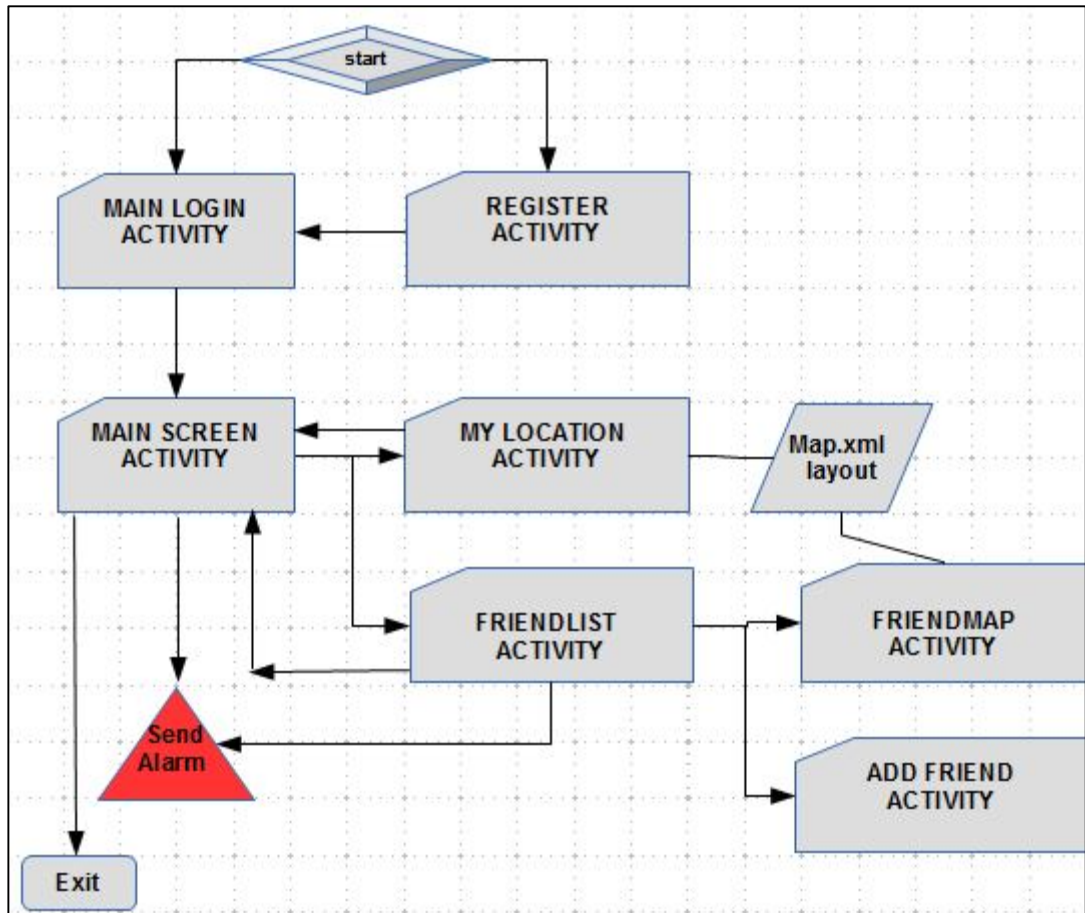 start
MAIN LOGIN
ACTIVITY
REGISTER
ACTIVITY
MAIN SCREEN
ACTIVITY
MY LOCATION
ACTIVITY
Map.xml
layout
FRIENDLIST
ACTIVITY
FRIENDMAP
ACTIVITY
Send
Alarm
ADD FRIEND
ACTIVITY
Exit